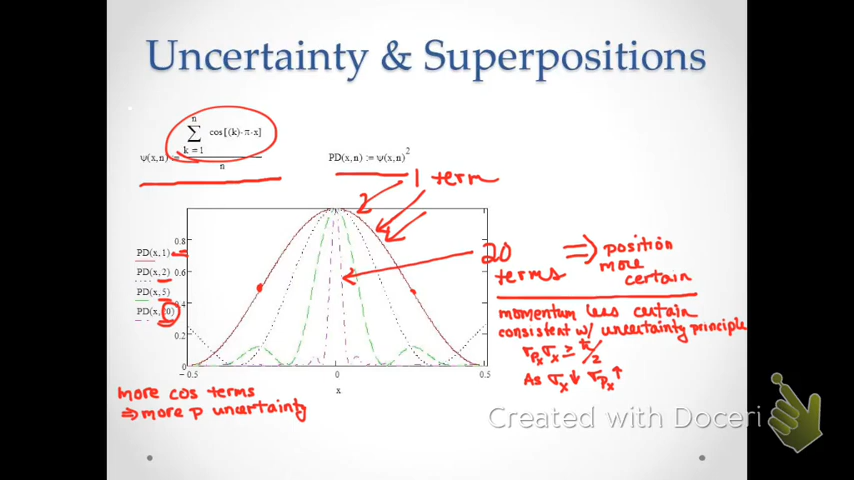 Uncertainty & Superpositions
n
∑ cos[(k)·π·x]
k = 1
ψ(x,n) :=
n
PD(x,n) := ψ(x,n)²
1 term
2
20
terms
⇒ position
more
certain
PD(x,1)
PD(x,2)
PD(x,5)
PD(x,20)
0.8
0.6
0.4
0.2
0
− 0.5
0
0.5
x
momentum less certain
consistent w/ uncertainty principle
σpₓ σₓ ≥ ħ/2
As σₓ↓ σpₓ↑
more cos terms
⇒ more p uncertainty
Created with Doceri